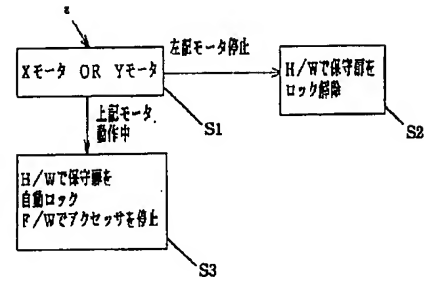 a
左記モータ停止
Xモータ OR Yモータ
H/Wで保守扉を
ロック解除
上記モータ
動作中
S1
S2
H/Wで保守扉を
自動ロック
F/Wでアクセッサを停止
S3